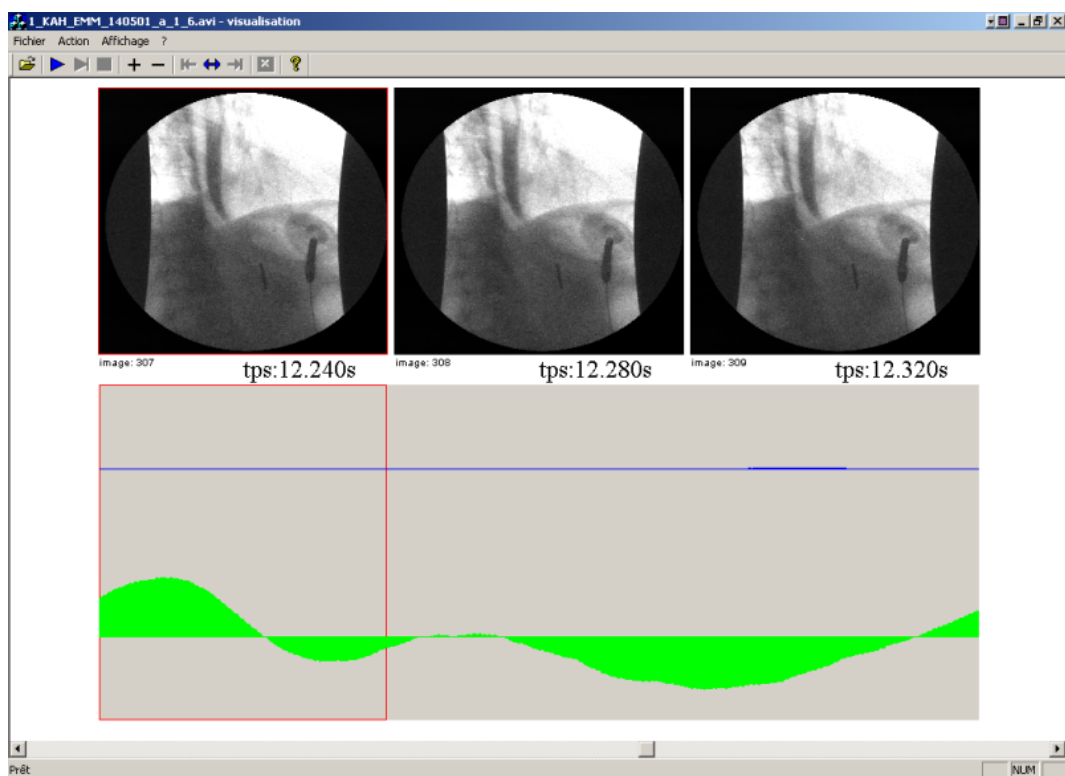 1_KAH_EMM_140501_a_1_6.avi - visualisation
Fichier Action Affichage ?
image: 307 tps:12.240s image: 308 tps:12.280s image: 309 tps:12.320s
Prêt NUM